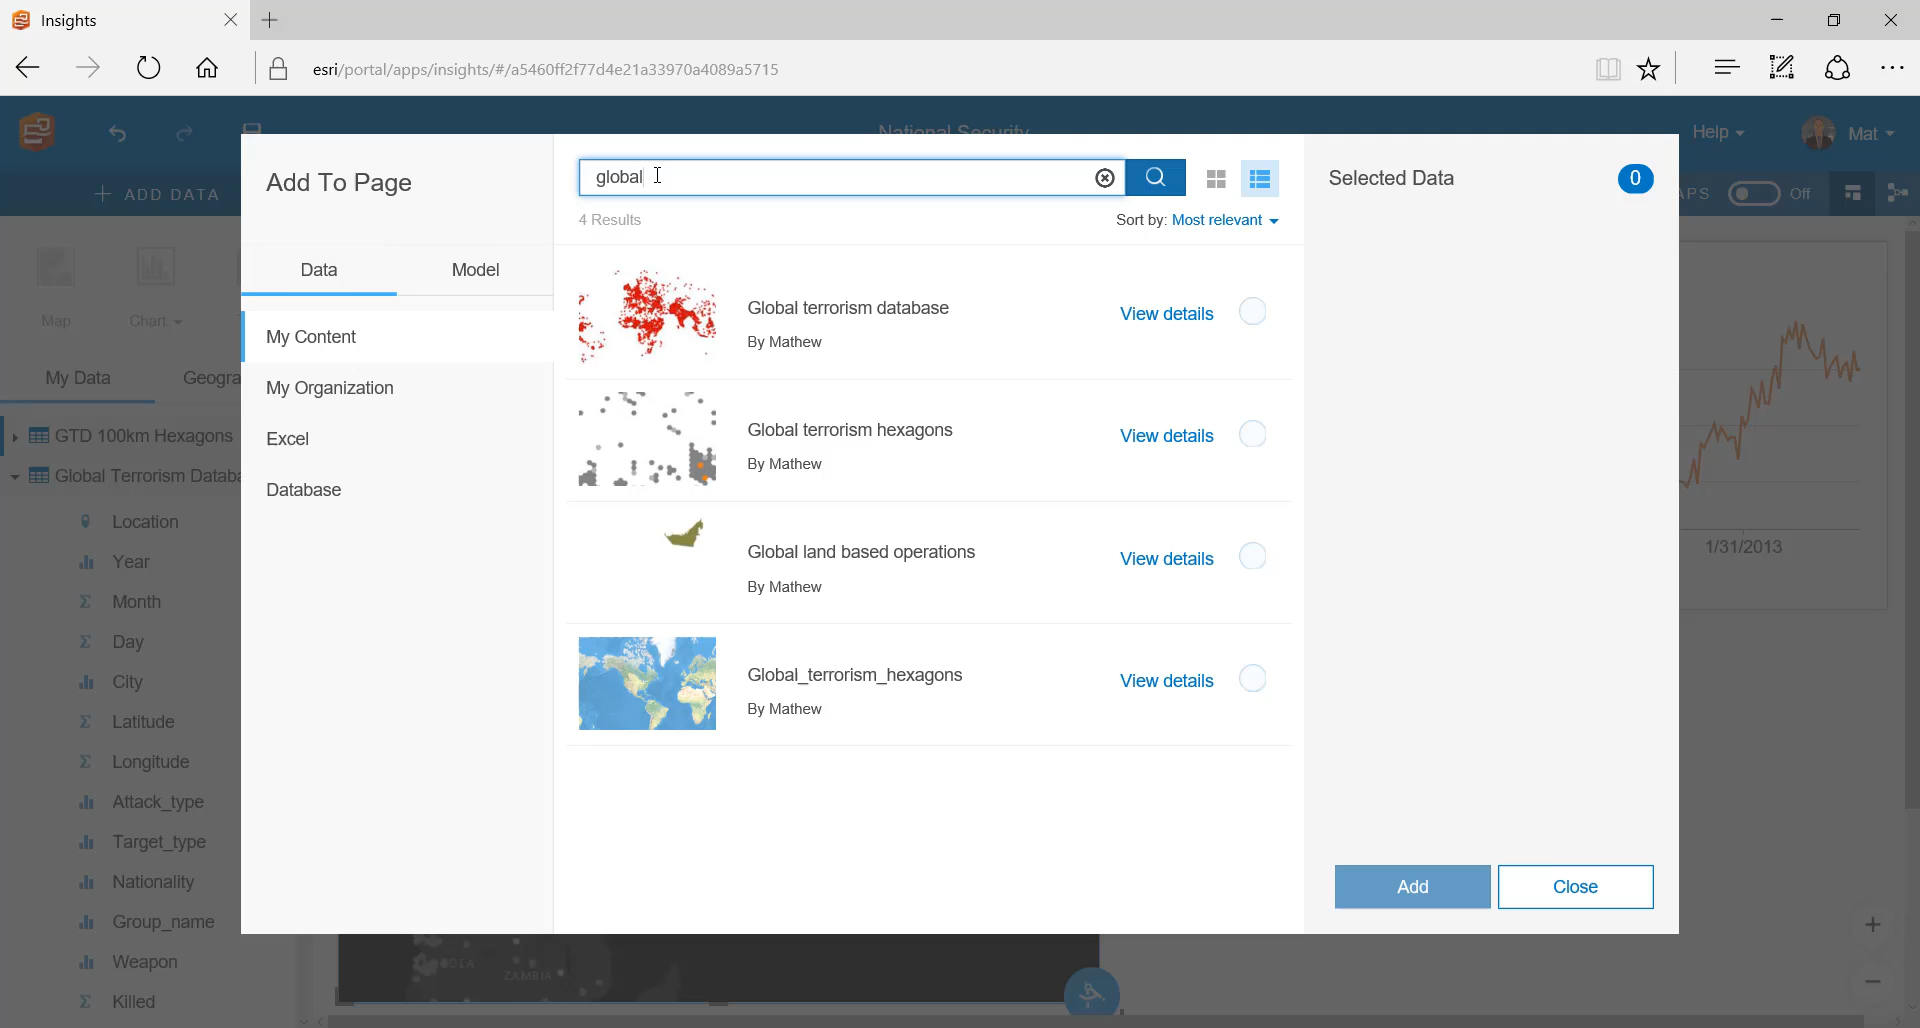 Insights
esri/portal/apps/insights/#/a5460ff2f77d4e21a33970a4089a5715
National Security
Help
Mat
ADD DATA
Off
Map
Chart
My Data
GTD 100km Hexagons
Location
Year
Month
Day
City
Latitude
Longitude
Attack_type
Target_type
Nationality
Group_name
Weapon
Killed
Add To Page
Data
Model
My Content
My Organization
Excel
Database
global
4 Results
Sort by: Most relevant
Global terrorism database
By Mathew
View details
Global terrorism hexagons
By Mathew
View details
Global land based operations
By Mathew
View details
Global_terrorism_hexagons
By Mathew
View details
Selected Data
0
Add
Close
1/31/2013
ZAMBIA